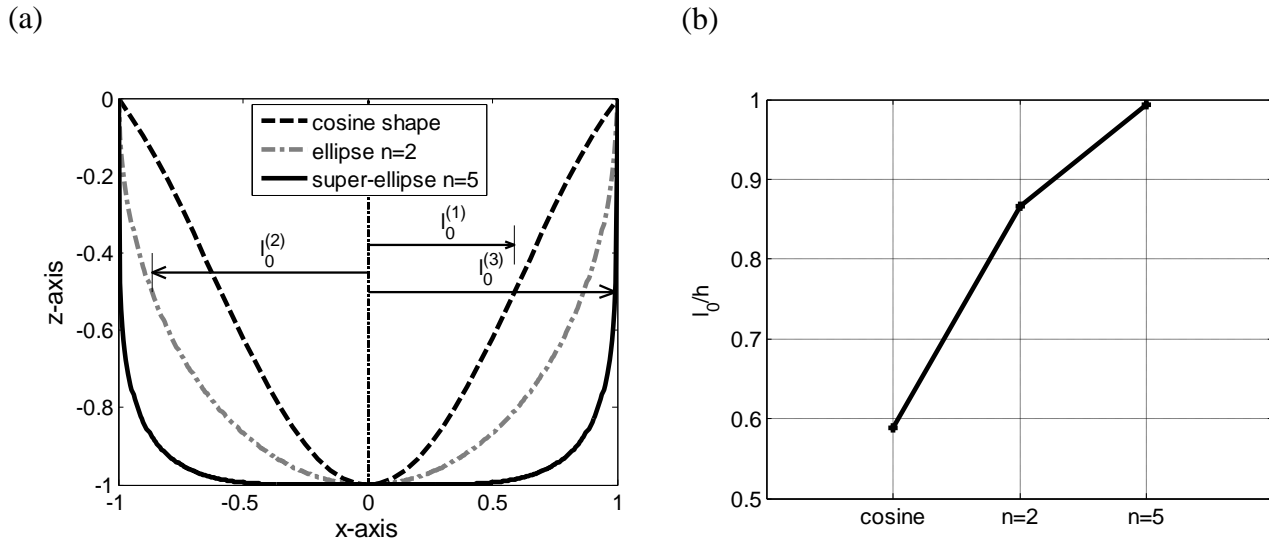 (a)
(b)
0
-0.2
-0.4
-0.6
-0.8
-1
z-axis
cosine shape
ellipse n=2
super-ellipse n=5
l0(1)
l0(2)
l0(3)
-1
-0.5
0
0.5
1
x-axis
1
0.9
0.8
0.7
0.6
0.5
l0/h
cosine
n=2
n=5